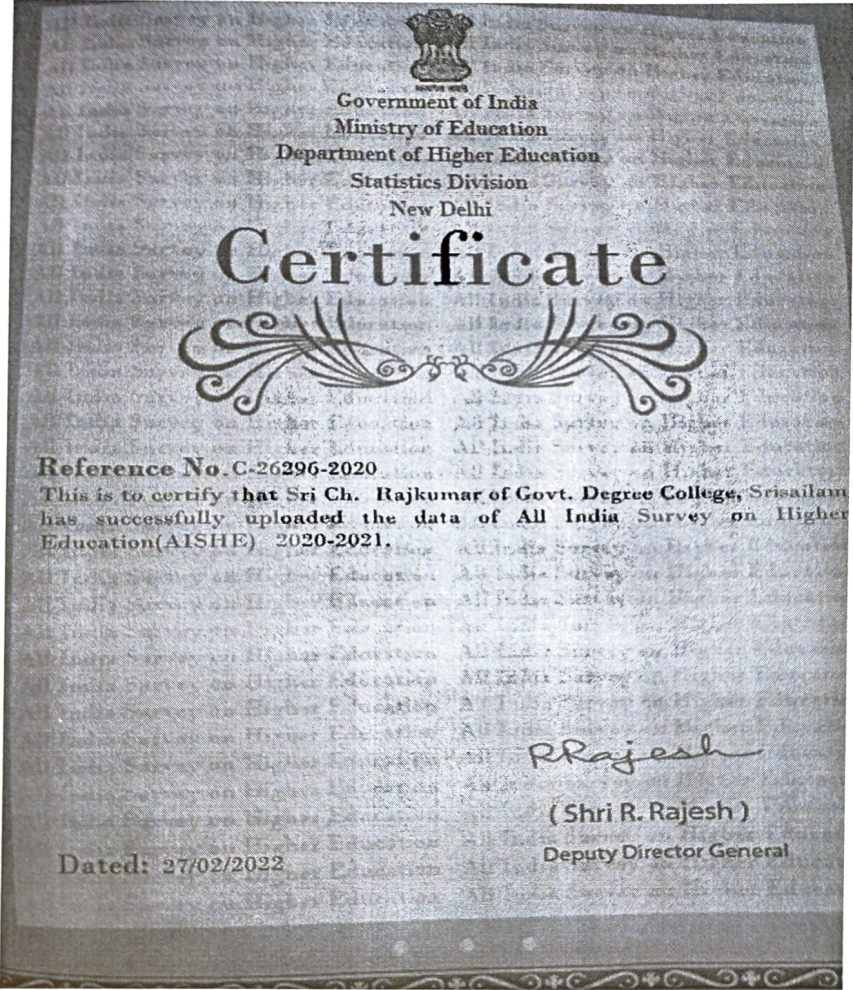 Government of India
Ministry of Education
Department of Higher Education
Statistics Division
New Delhi
Certificate
Reference No. C-26296-2020
This is to certify that Sri Ch. Rajkumar of Govt. Degree College, Srisailam
has successfully uploaded the data of All India Survey on Higher
Education(AISHE) 2020-2021.
RRajesh
( Shri R. Rajesh )
Deputy Director General
Dated: 27/02/2022